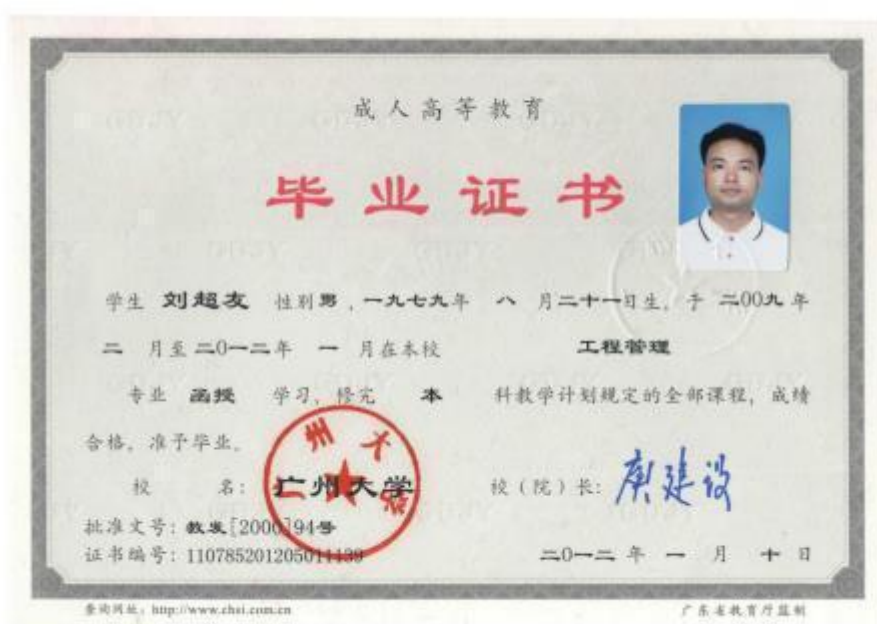 成人高等教育
毕业证书
学生 刘超友 性别男，一九七九年 八 月二十一日生，于 二00九 年
二 月至 二0一二年 一 月在本校 工程管理
专业 函授 学习，修完 本 科教学计划规定的全部课程，成绩
合格，准予毕业。
校 名：广州大学 校（院）长：庾建设
批准文号：教发[2000]94号
证书编号：110785201205011139
二0一二 年 一 月 十 日
查询网址：http://www.chsi.com.cn 广东省教育厅监制
广州大学